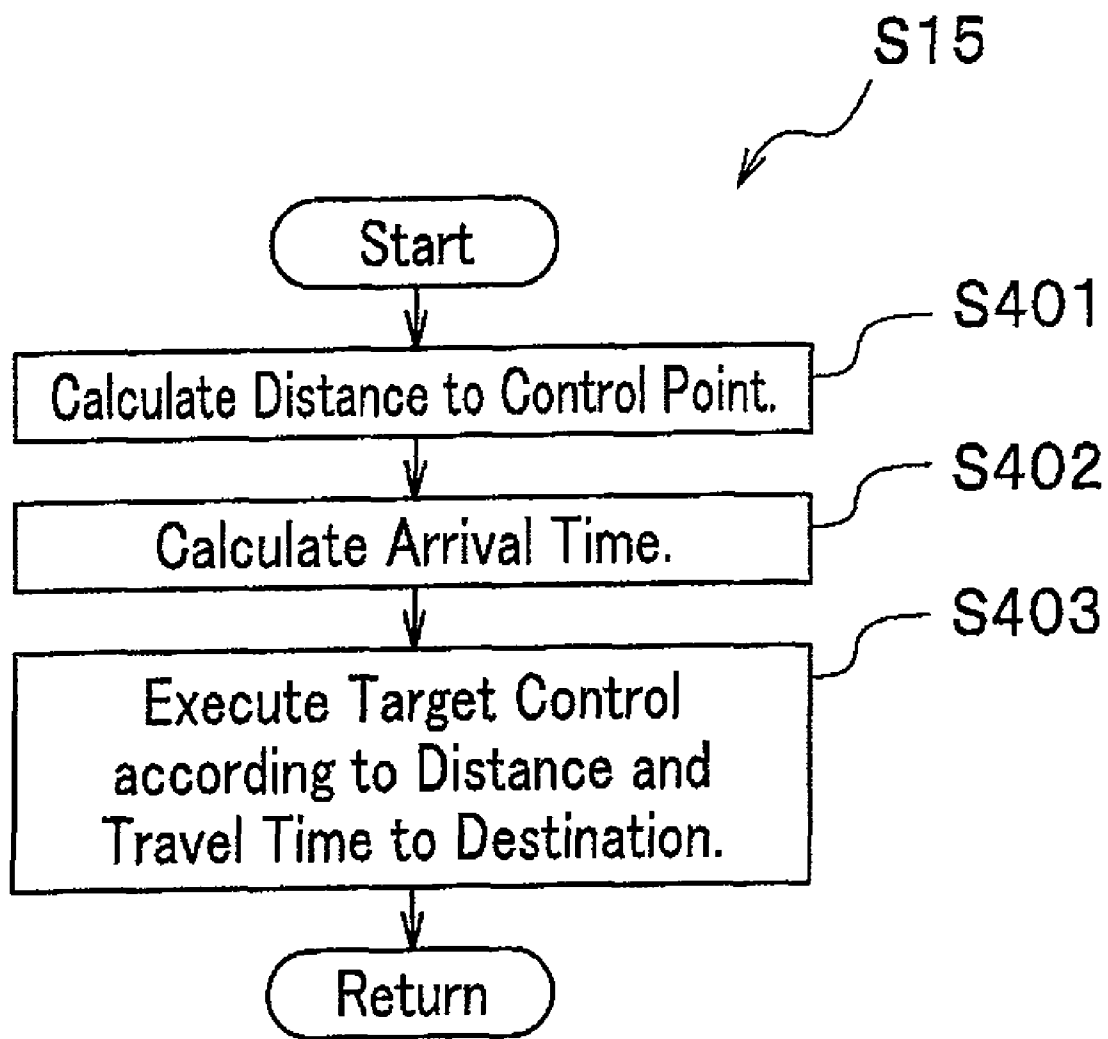 S15
Start
S401
Calculate Distance to Control Point.
S402
Calculate Arrival Time.
S403
Execute Target Control
according to Distance and
Travel Time to Destination.
Return